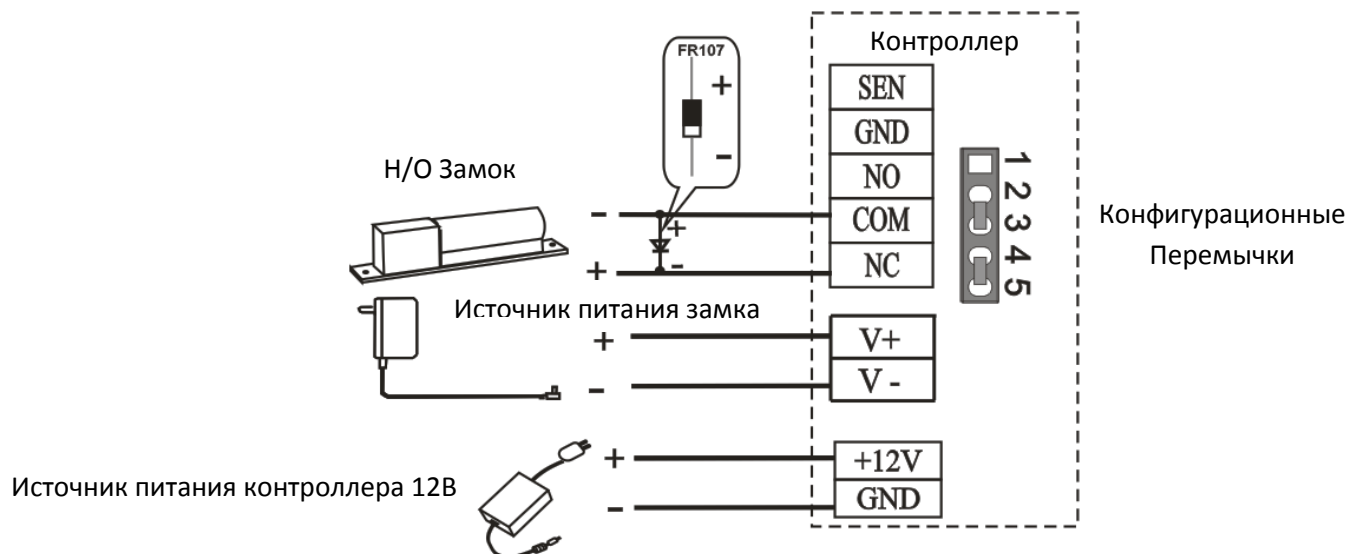 Контроллер
FR107
+
-
SEN
GND
NO
COM
NC
1
2
3
4
5
Н/О Замок
-
+
+
-
Конфигурационные
Перемычки
Источник питания замка
+
-
V+
V -
Источник питания контроллера 12В
+
-
+12V
GND